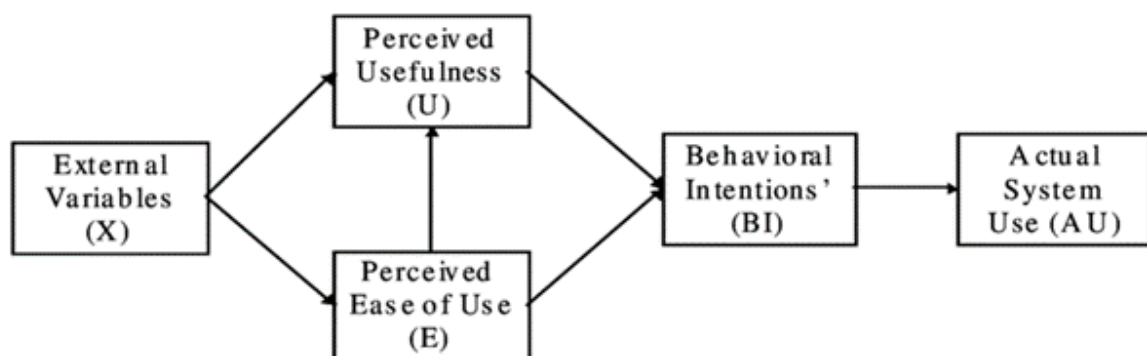 External
Variables
(X)
Perceived
Usefulness
(U)
Perceived
Ease of Use
(E)
Behavioral
Intentions’
(BI)
Actual
System
Use (AU)